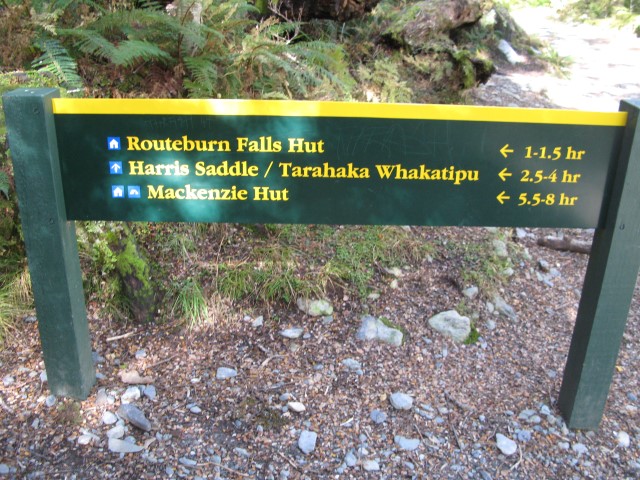 Routeburn Falls Hut ← 1-1.5 hr
Harris Saddle / Tarahaka Whakatipu ← 2.5-4 hr
Mackenzie Hut ← 5.5-8 hr